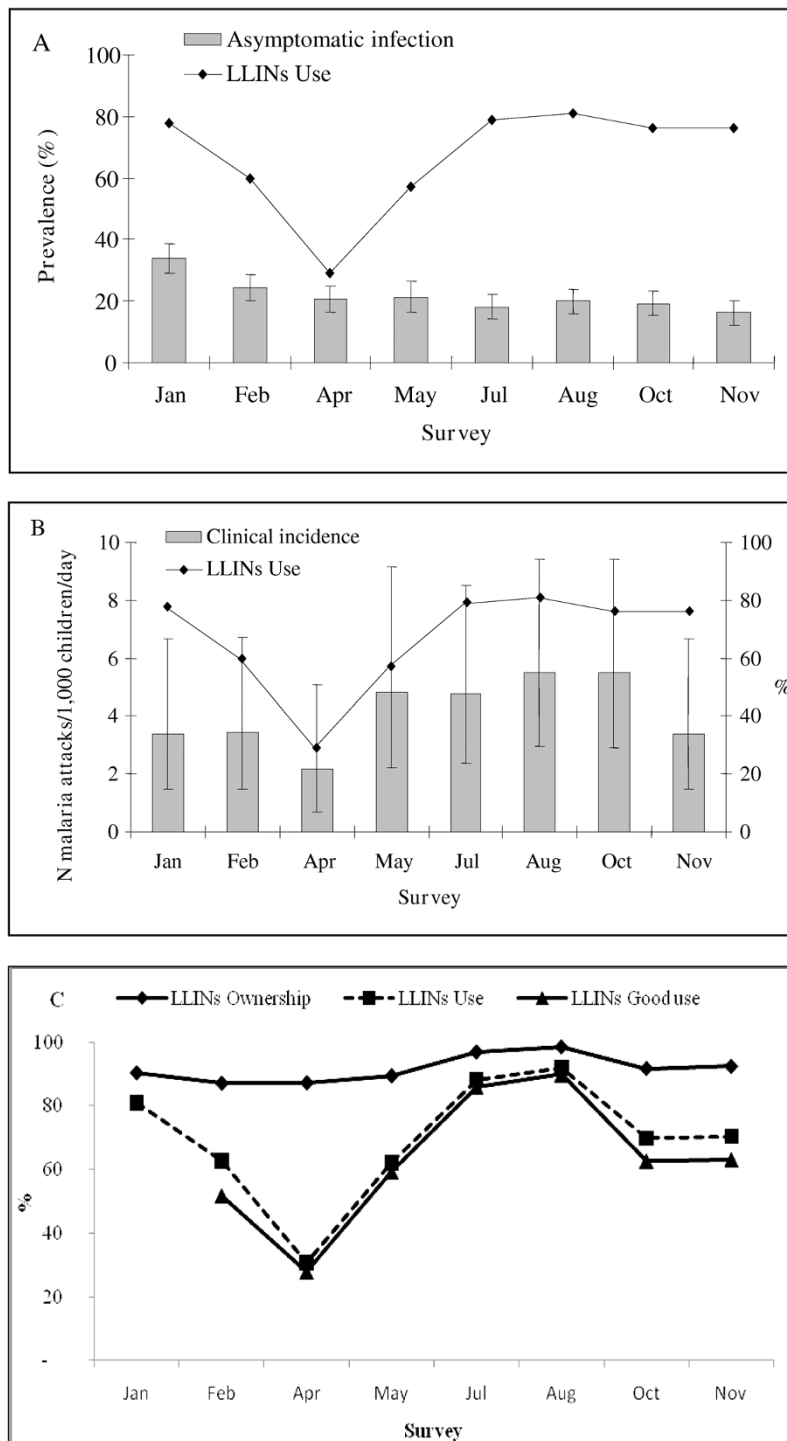 A
Asymptomatic infection
LLINs Use
100
80
60
40
20
0
Prevalence (%)
Jan Feb Apr May Jul Aug Oct Nov
Survey
B
Clinical incidence
LLINs Use
10
8
6
4
2
0
N malaria attacks/1,000 children/day
100
80
60
40
20
0
%
Jan Feb Apr May Jul Aug Oct Nov
Survey
C
LLINs Ownership LLINs Use LLINs Good use
100
80
60
40
20
-
%
Jan Feb Apr May Jul Aug Oct Nov
Survey